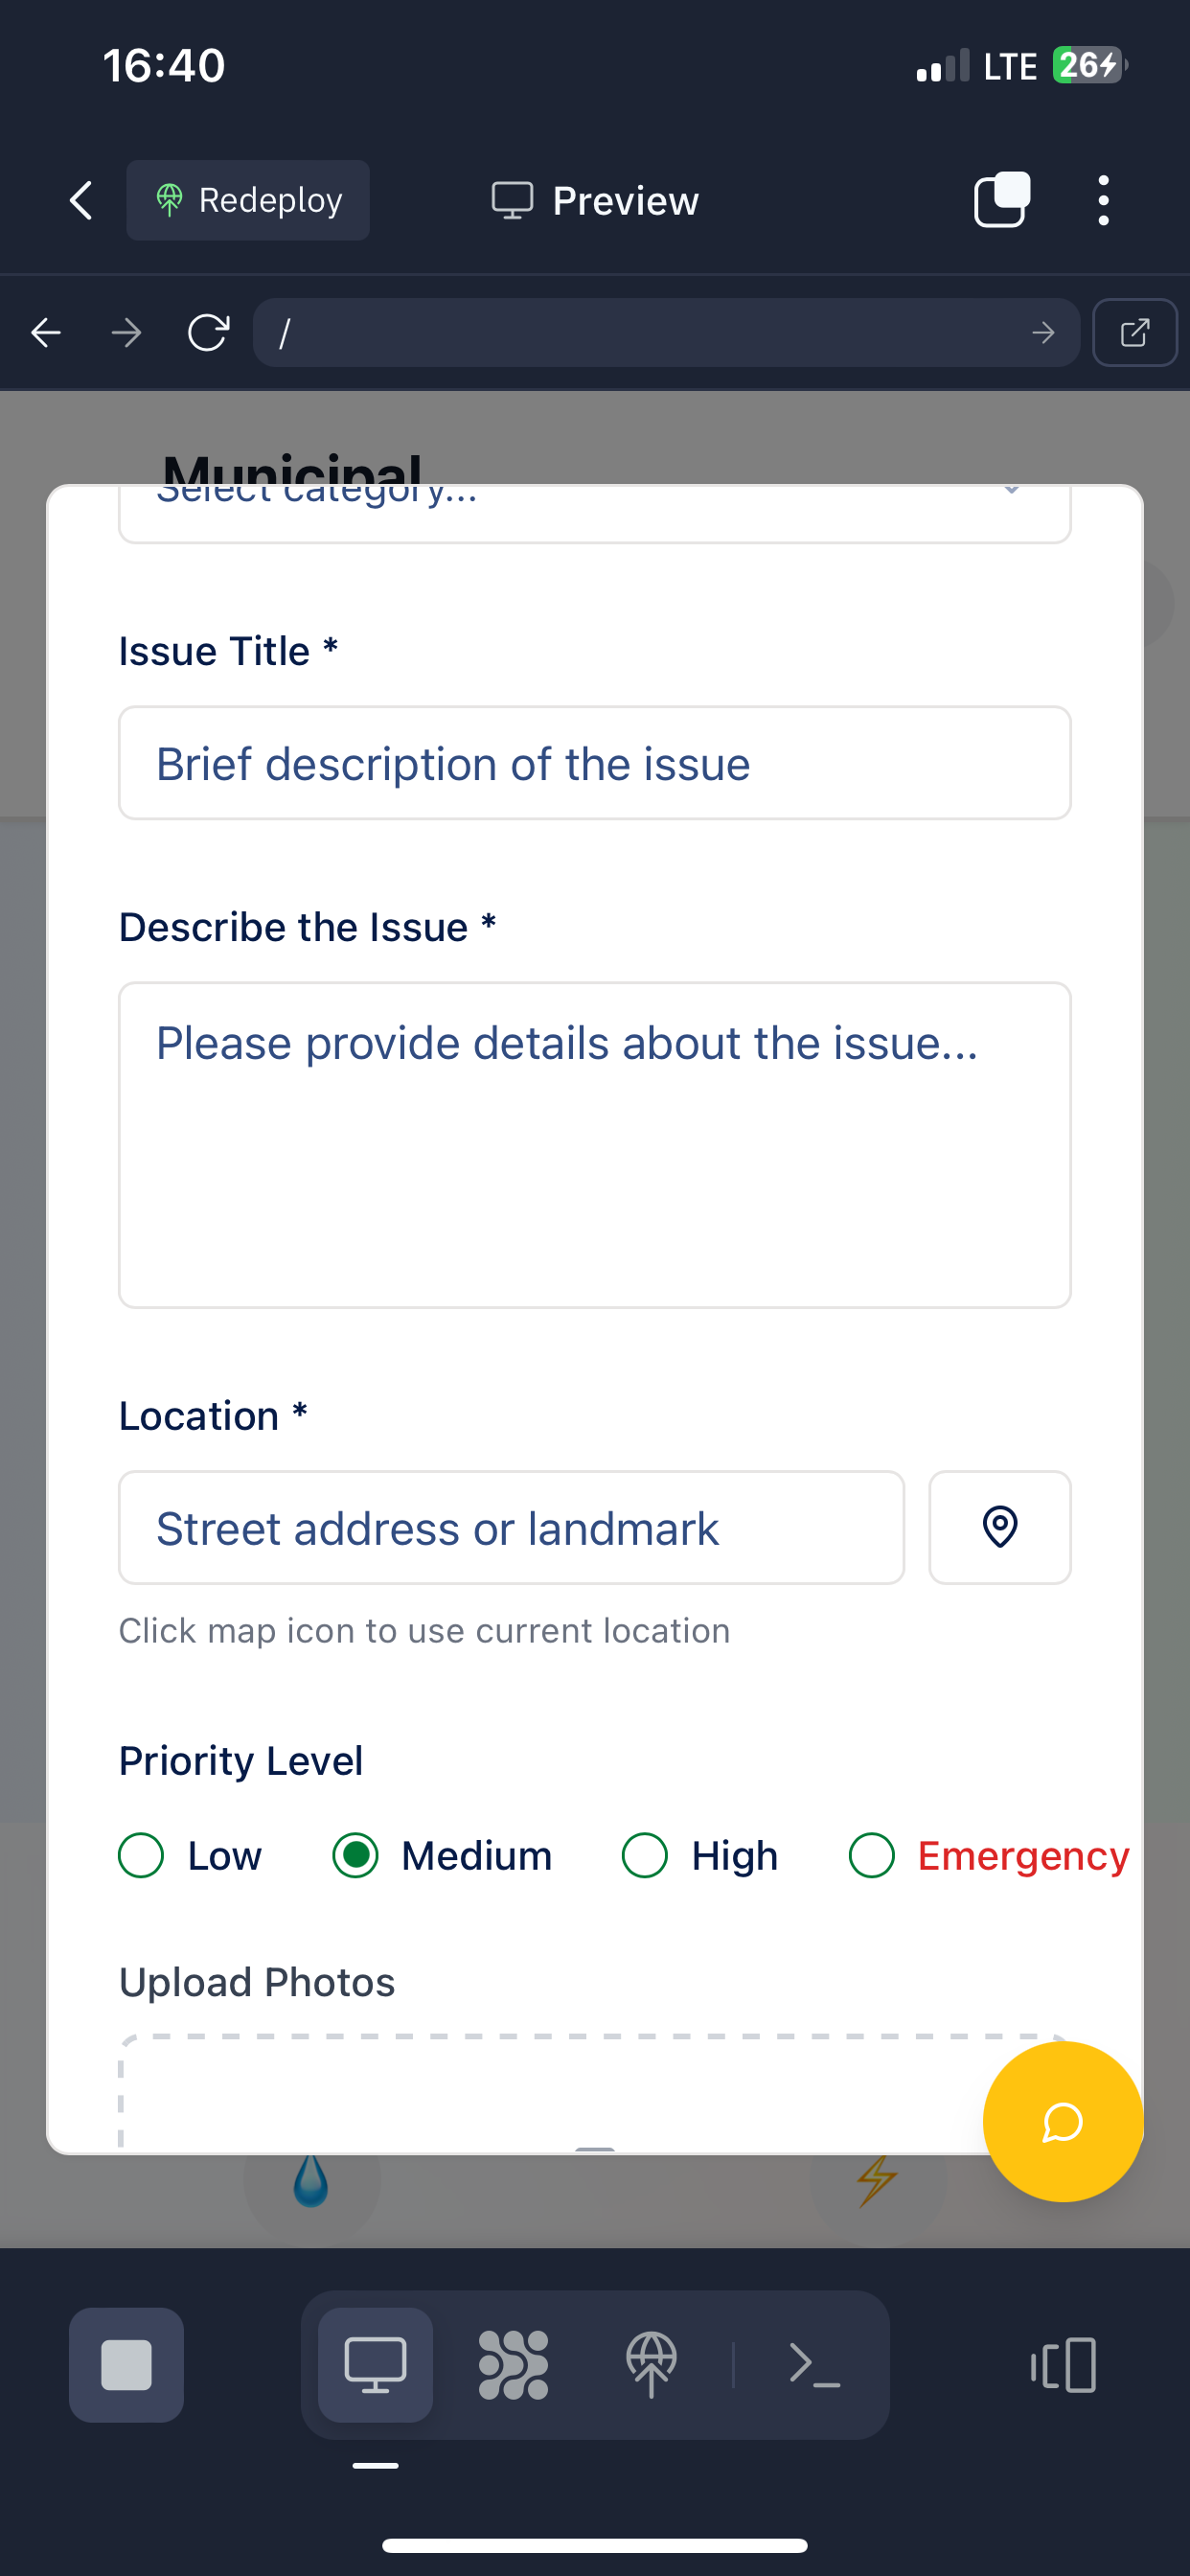 16:40
LTE
26
Redeploy
Preview
/
Municipal
Select category...
Issue Title *
Brief description of the issue
Describe the Issue *
Please provide details about the issue...
Location *
Street address or landmark
Click map icon to use current location
Priority Level
Low
Medium
High
Emergency
Upload Photos